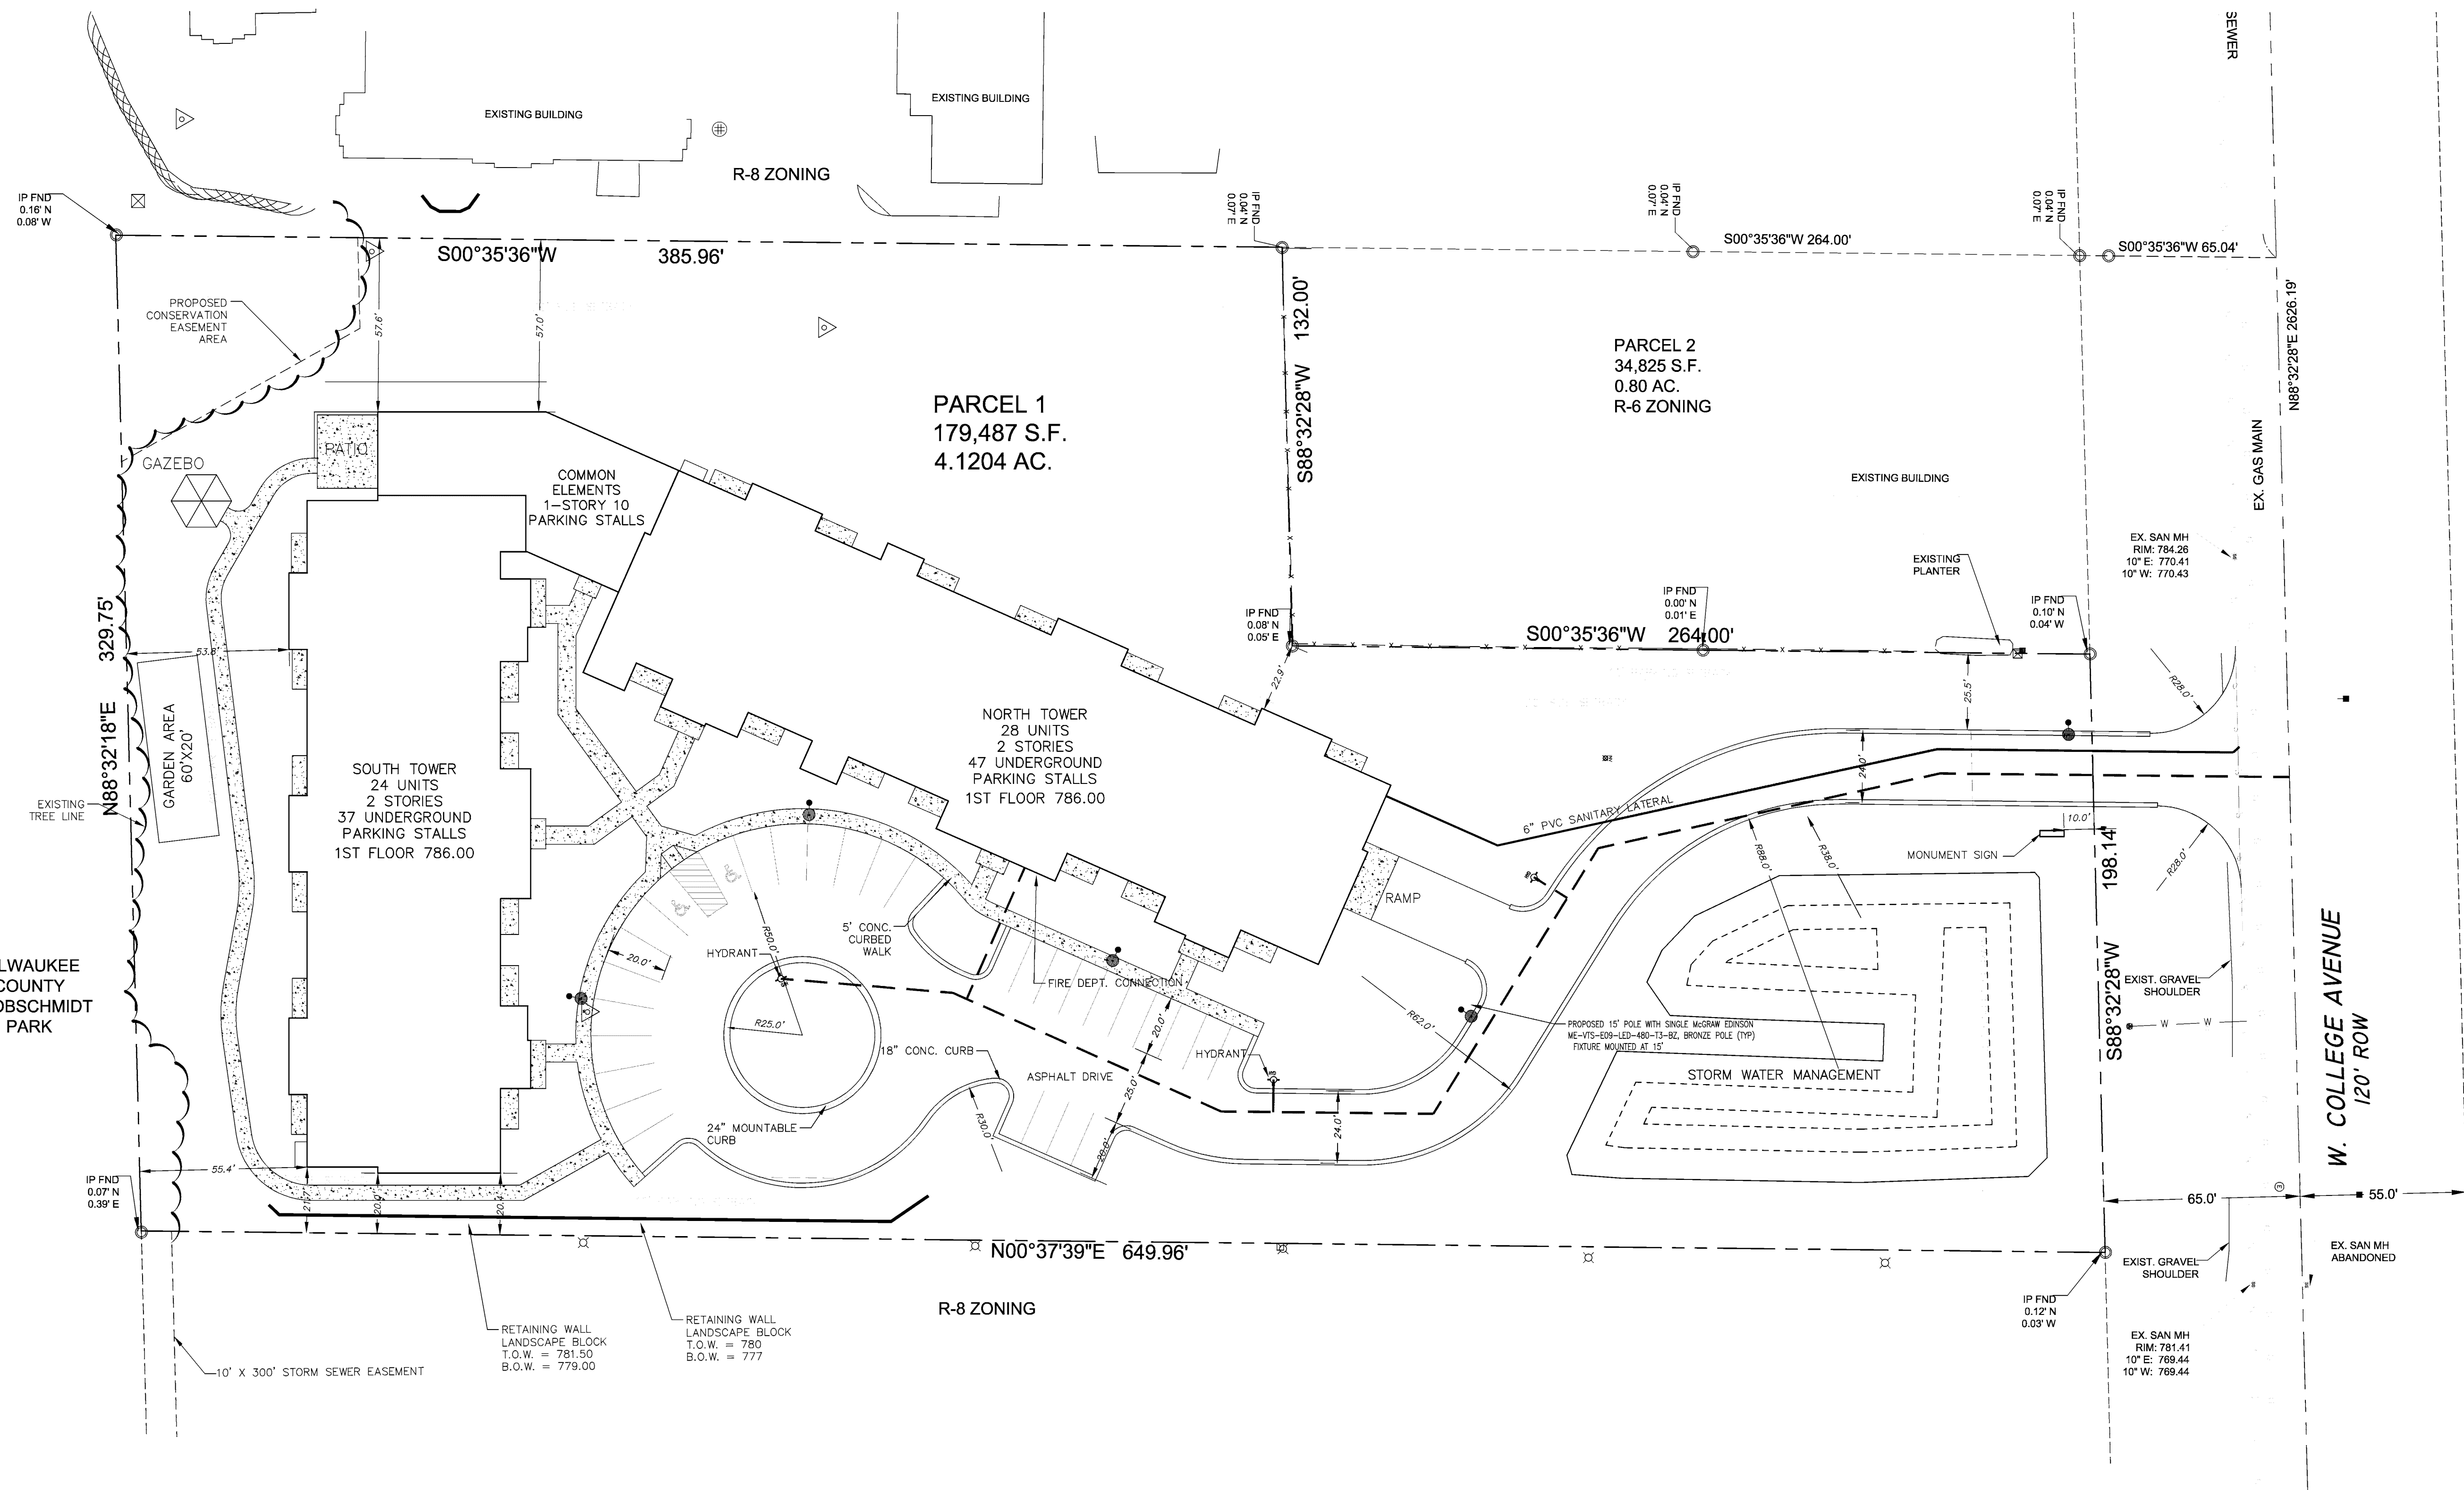 SEWER
EXISTING BUILDING
EXISTING BUILDING
R-8 ZONING
IP FND
0.16' N
0.08' W
IP FND
0.04' N
0.07' E
IP FND
0.04' N
0.07' E
IP FND
0.04' N
0.07' E
S00°35'36"W 385.96'
S00°35'36"W 264.00'
S00°35'36"W 65.04'
N88°32'28"E 2626.19'
PROPOSED
CONSERVATION
EASEMENT
AREA
57.6'
57.0'
S88°32'28"W 132.00'
PARCEL 2
34,825 S.F.
0.80 AC.
R-6 ZONING
PARCEL 1
179,487 S.F.
4.1204 AC.
PATIO
GAZEBO
COMMON
ELEMENTS
1-STORY 10
PARKING STALLS
EXISTING BUILDING
EX. GAS MAIN
EX. SAN MH
RIM: 784.26
10" E: 770.41
10" W: 770.43
EXISTING
PLANTER
IP FND
0.08' N
0.05' E
IP FND
0.00' N
0.01' E
IP FND
0.10' N
0.04' W
S00°35'36"W 264.00'
N88°32'18"E 329.75'
53.8'
22.9'
25.5'
R28.0'
GARDEN AREA
60'X20'
SOUTH TOWER
24 UNITS
2 STORIES
37 UNDERGROUND
PARKING STALLS
1ST FLOOR 786.00
NORTH TOWER
28 UNITS
2 STORIES
47 UNDERGROUND
PARKING STALLS
1ST FLOOR 786.00
EXISTING
TREE LINE
6" PVC SANITARY LATERAL
24.0'
10.0'
MONUMENT SIGN
R88.0'
R38.0'
R28.0'
S88°32'28"W 198.14'
RAMP
5' CONC.
CURBED
WALK
R50.0'
HYDRANT
20.0'
FIRE DEPT. CONNECTION
LWAUKEE
COUNTY
OBSCHMIDT
PARK
EXIST. GRAVEL
SHOULDER
W W
W. COLLEGE AVENUE
120' ROW
R25.0'
R62.0'
PROPOSED 15' POLE WITH SINGLE McGRAW EDINSON
ME-VTS-E09-LED-480-T3-BZ, BRONZE POLE (TYP)
FIXTURE MOUNTED AT 15'
18" CONC. CURB
20.0'
HYDRANT
ASPHALT DRIVE
STORM WATER MANAGEMENT
25.0'
24" MOUNTABLE
CURB
R30.0
24.0'
20.0'
55.4'
IP FND
0.07' N
0.39' E
20.9'
20.4'
65.0'
E
55.0'
N00°37'39"E 649.96'
EX. SAN MH
ABANDONED
EXIST. GRAVEL
SHOULDER
IP FND
0.12' N
0.03' W
R-8 ZONING
RETAINING WALL
LANDSCAPE BLOCK
T.O.W. = 781.50
B.O.W. = 779.00
RETAINING WALL
LANDSCAPE BLOCK
T.O.W. = 780
B.O.W. = 777
10' X 300' STORM SEWER EASEMENT
EX. SAN MH
RIM: 781.41
10" E: 769.44
10" W: 769.44